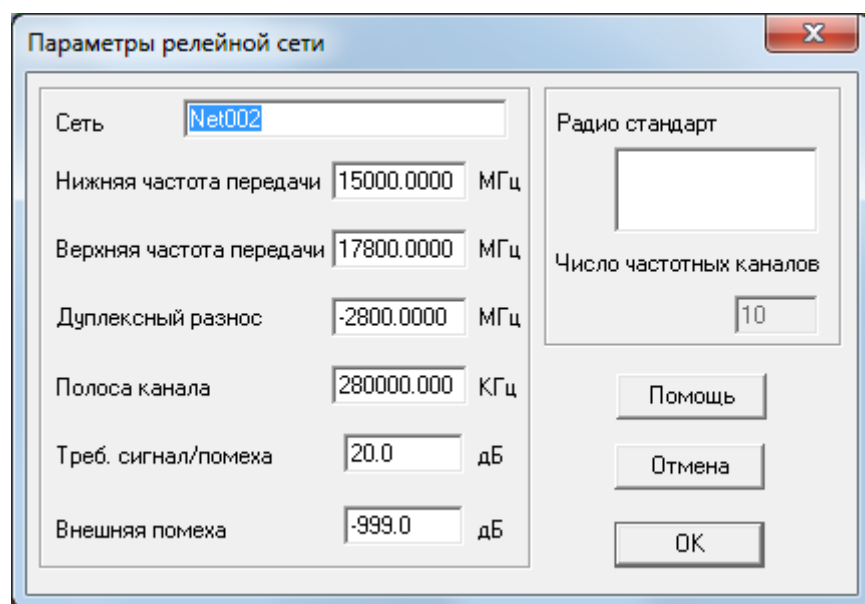 Параметры релейной сети
Сеть Net002
Нижняя частота передачи 15000.0000 МГц
Верхняя частота передачи 17800.0000 МГц
Дуплексный разнос -2800.0000 МГц
Полоса канала 280000.000 КГц
Треб. сигнал/помеха 20.0 дБ
Внешняя помеха -999.0 дБ
Радио стандарт
Число частотных каналов
10
Помощь
Отмена
OK